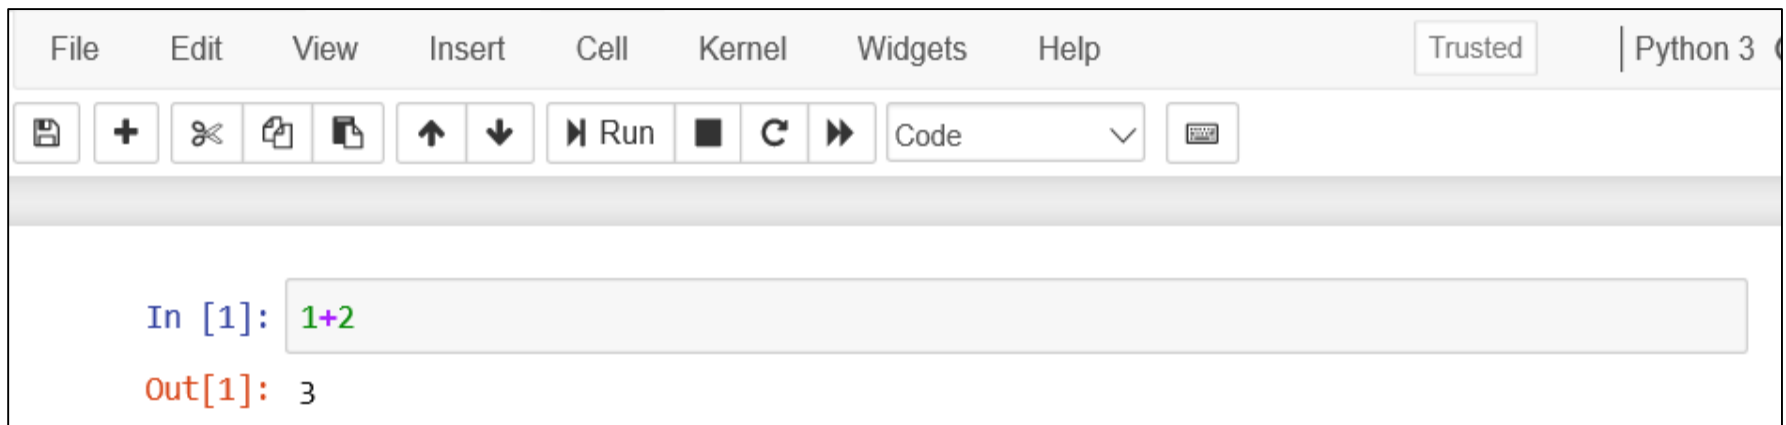 File Edit View Insert Cell Kernel Widgets Help Trusted Python 3
Run Code
In [1]: 1+2
Out[1]: 3